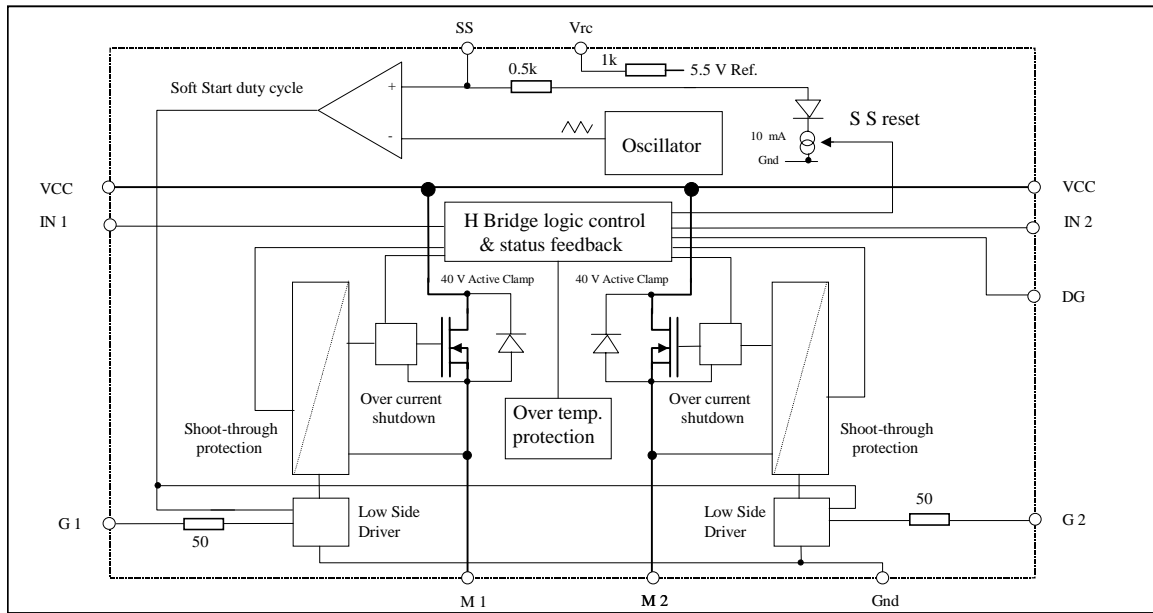 SS
Vrc
1k
5.5 V Ref.
0.5k
Soft Start duty cycle
+
-
Oscillator
S S reset
10 mA
Gnd
VCC
VCC
IN 1
H Bridge logic control
& status feedback
IN 2
40 V Active Clamp
40 V Active Clamp
DG
Over current
shutdown
Over temp.
protection
Over current
shutdown
Shoot-through
protection
Shoot-through
protection
G 1
50
Low Side
Driver
Low Side
Driver
50
G 2
M 1
M 2
Gnd